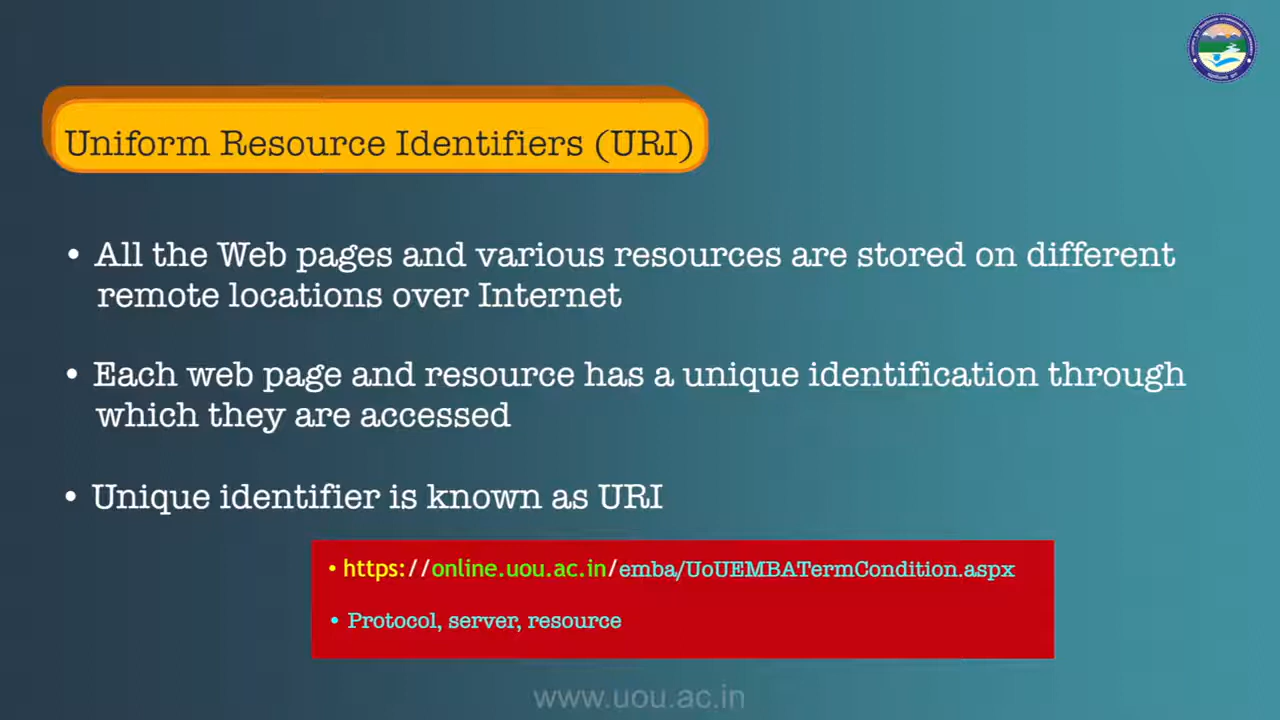 Uniform Resource Identifiers (URI)
• All the Web pages and various resources are stored on different
remote locations over Internet
• Each web page and resource has a unique identification through
which they are accessed
• Unique identifier is known as URI
• https://online.uou.ac.in/emba/UoUEMBATermCondition.aspx
• Protocol, server, resource
www.uou.ac.in